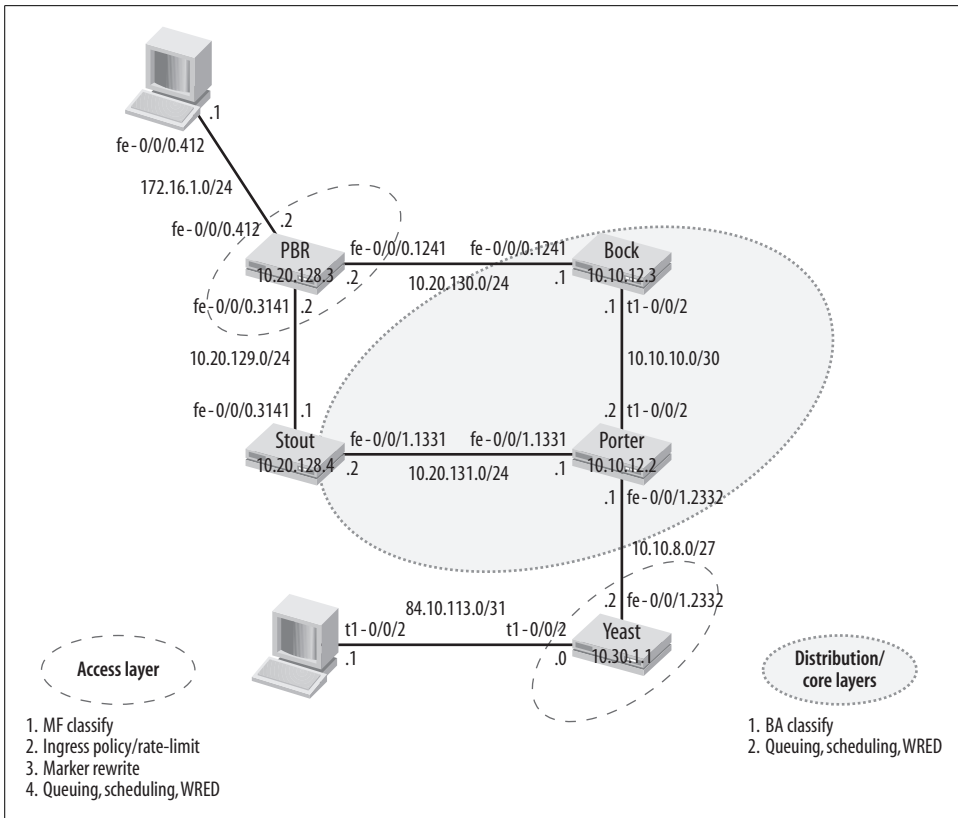 .1
fe-0/0/0.412
172.16.1.0/24
fe-0/0/0.412
.2
PBR
10.20.128.3
fe-0/0/0.1241
.2
10.20.130.0/24
fe-0/0/0.1241
.1
Bock
10.10.12.3
fe-0/0/0.3141
.2
.1
t1-0/0/2
10.20.129.0/24
10.10.10.0/30
fe-0/0/0.3141
.1
.2
t1-0/0/2
Stout
10.20.128.4
fe-0/0/1.1331
.2
10.20.131.0/24
fe-0/0/1.1331
.1
Porter
10.10.12.2
.1
fe-0/0/1.2332
10.10.8.0/27
.2
fe-0/0/1.2332
84.10.113.0/31
t1-0/0/2
.1
t1-0/0/2
.0
Yeast
10.30.1.1
Access layer
1. MF classify
2. Ingress policy/rate-limit
3. Marker rewrite
4. Queuing, scheduling, WRED
Distribution/
core layers
1. BA classify
2. Queuing, scheduling, WRED